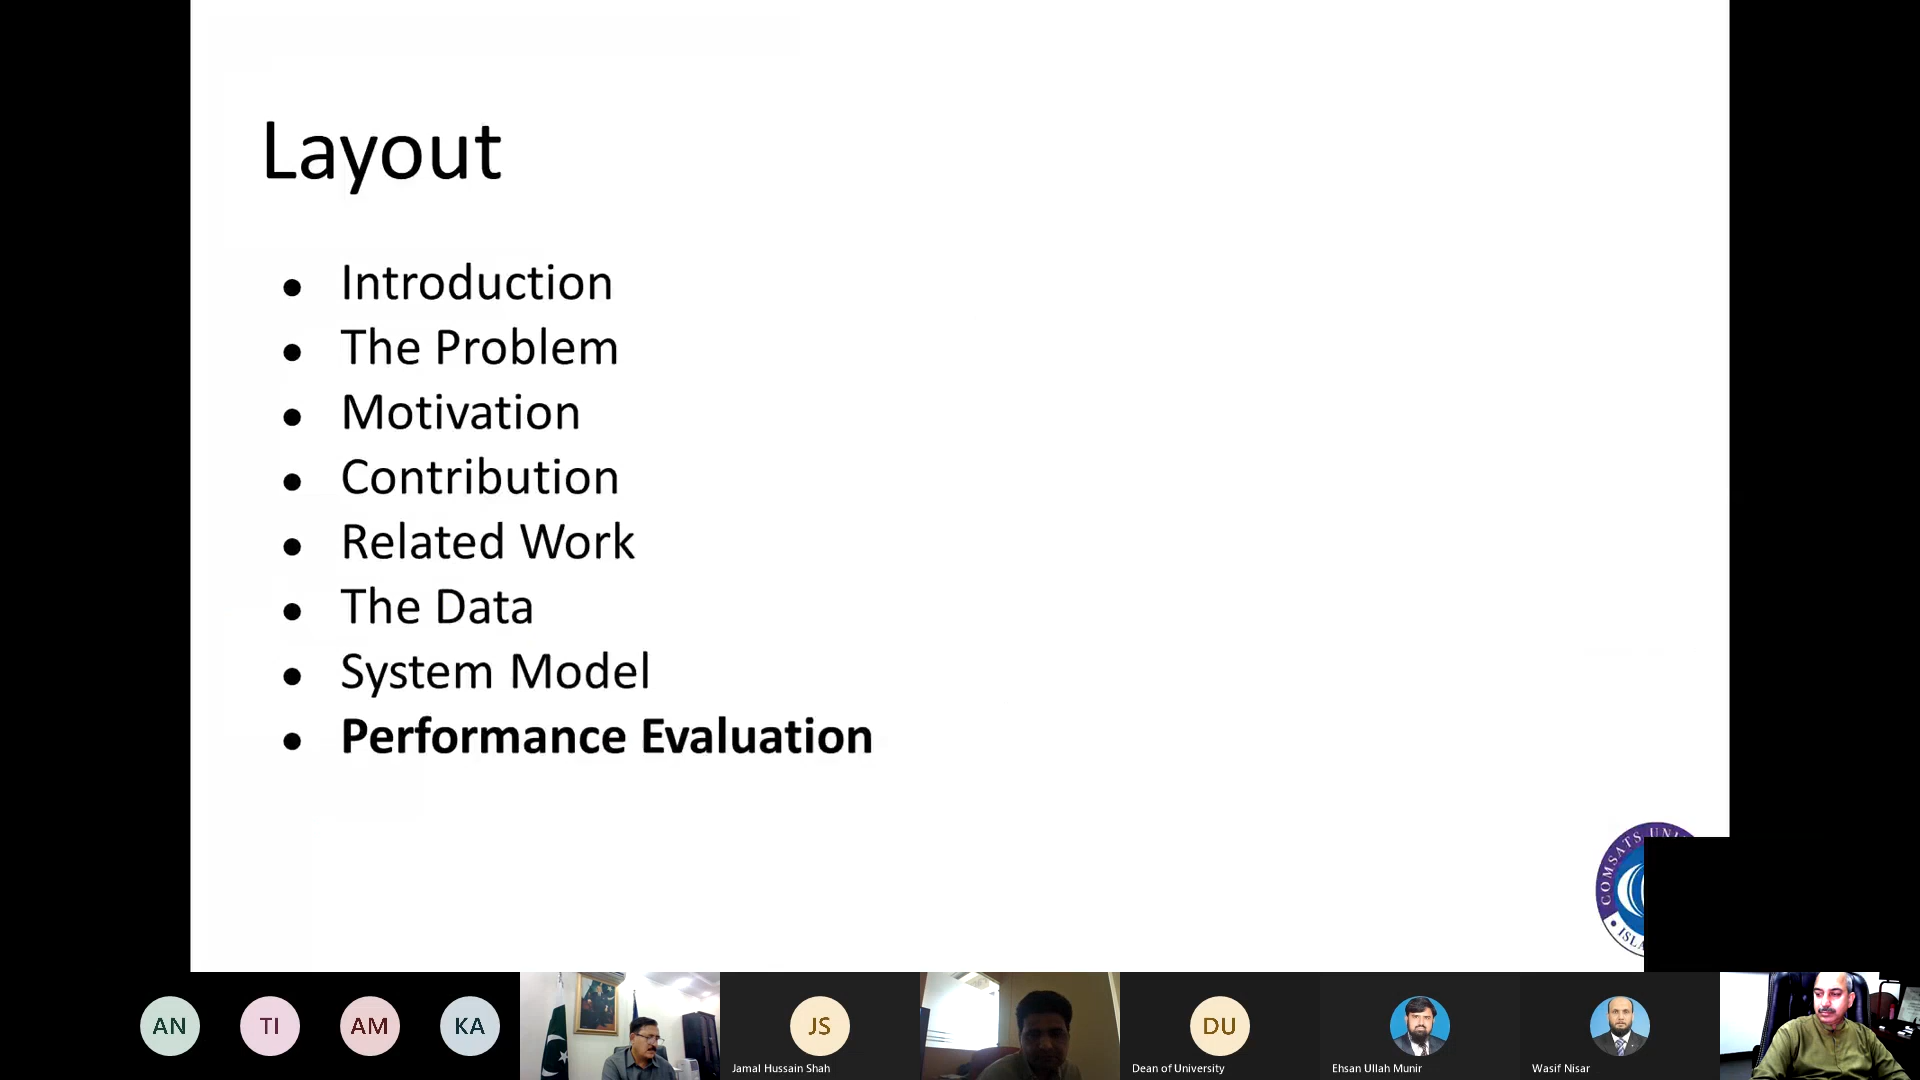 Layout
• Introduction
• The Problem
• Motivation
• Contribution
• Related Work
• The Data
• System Model
• Performance Evaluation
COMSATS
AN
TI
AM
KA
JS
Jamal Hussain Shah
DU
Dean of University
Ehsan Ullah Munir
Wasif Nisar